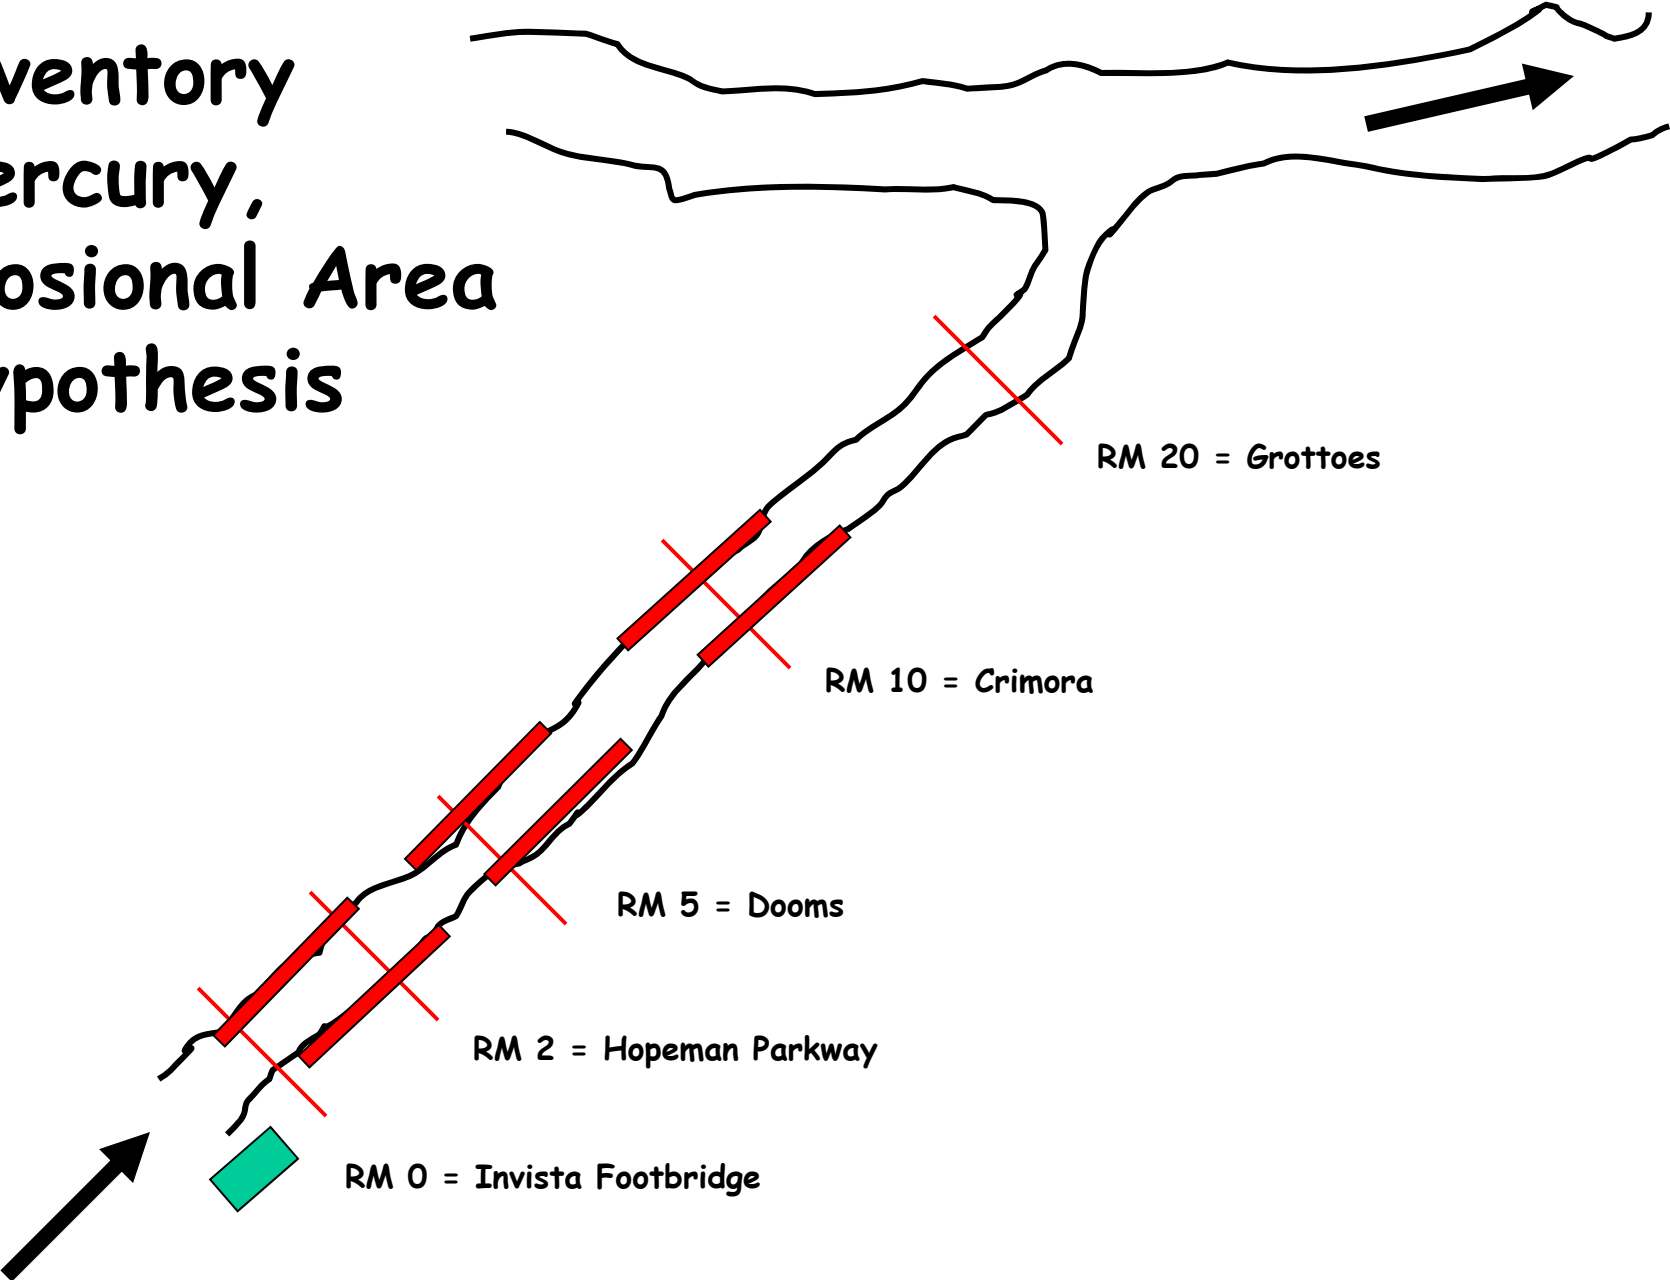 ventory
ercury,
osional Area
ypothesis
RM 20 = Grottoes
RM 10 = Crimora
RM 5 = Dooms
RM 2 = Hopeman Parkway
RM 0 = Invista Footbridge